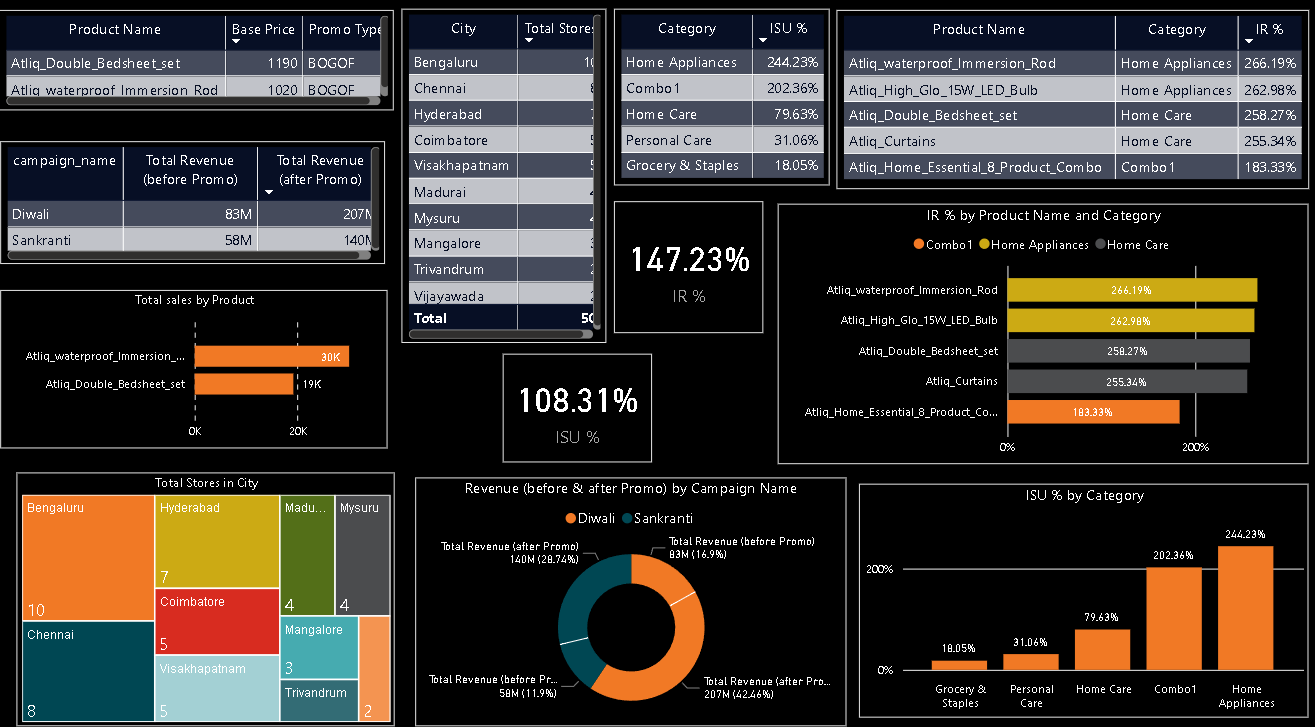 Product Name Base Price Promo Type
Atliq_Double_Bedsheet_set 1190 BOGOF
Atliq_waterproof_Immersion_Rod 1020 BOGOF
campaign_name Total Revenue (before Promo) Total Revenue (after Promo)
Diwali 83M 207M
Sankranti 58M 140M
Total sales by Product
Atliq_waterproof_Immersion_... 30K
Atliq_Double_Bedsheet_set 19K
0K 20K
City Total Stores
Bengaluru 10
Chennai
Hyderabad
Coimbatore
Visakhapatnam
Madurai
Mysuru
Mangalore
Trivandrum
Vijayawada
Total 50
Category ISU %
Home Appliances 244.23%
Combo1 202.36%
Home Care 79.63%
Personal Care 31.06%
Grocery & Staples 18.05%
Product Name Category IR %
Atliq_waterproof_Immersion_Rod Home Appliances 266.19%
Atliq_High_Glo_15W_LED_Bulb Home Appliances 262.98%
Atliq_Double_Bedsheet_set Home Care 258.27%
Atliq_Curtains Home Care 255.34%
Atliq_Home_Essential_8_Product_Combo Combo1 183.33%
147.23%
IR %
108.31%
ISU %
IR % by Product Name and Category
Combo1 Home Appliances Home Care
Atliq_waterproof_Immersion_Rod 266.19%
Atliq_High_Glo_15W_LED_Bulb 262.98%
Atliq_Double_Bedsheet_set 258.27%
Atliq_Curtains 255.34%
Atliq_Home_Essential_8_Product_Co... 183.33%
0% 200%
Total Stores in City
Bengaluru
10
Chennai
8
Hyderabad
7
Coimbatore
5
Visakhapatnam
5
Madu...
4
Mysuru
4
Mangalore
3
Trivandrum
2
Revenue (before & after Promo) by Campaign Name
Diwali Sankranti
Total Revenue (after Promo)
140M (28.74%)
Total Revenue (before Promo)
83M (16.9%)
Total Revenue (before Pr...
58M (11.9%)
Total Revenue (after Pro...
207M (42.46%)
ISU % by Category
200%
0%
18.05%
31.06%
79.63%
202.36%
244.23%
Grocery & Staples
Personal Care
Home Care
Combo1
Home Appliances